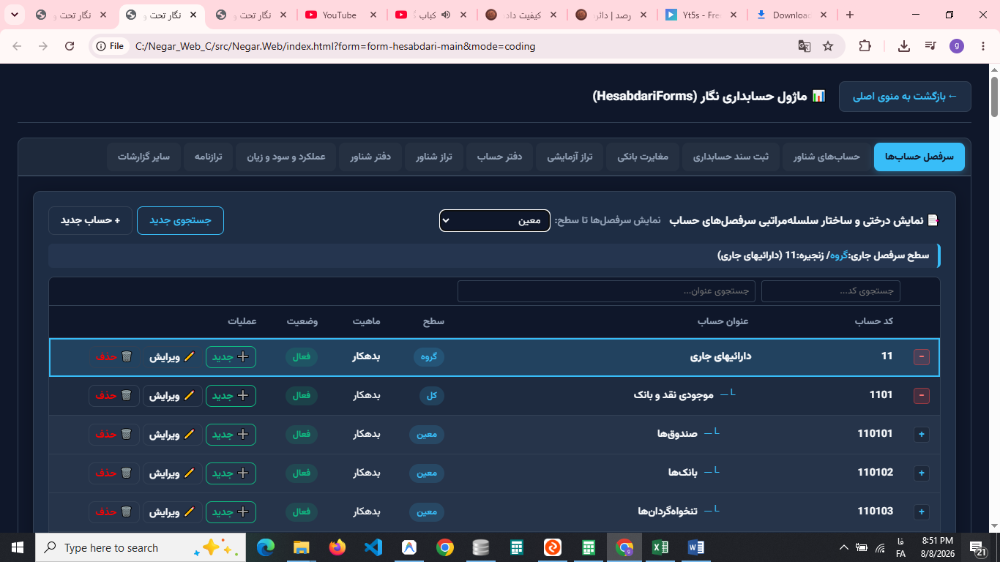 نگار تحت و
نگار تحت و
نگار تحت و
YouTube
کباب
کیفیت داد
رصد | دائر
Yt5s - Fre
Download
File
C:/Negar_Web_C/src/Negar.Web/index.html?form=form-hesabdari-main&mode=coding
g
← بازگشت به منوی اصلی
📊 ماژول حسابداری نگار (HesabdariForms)
سرفصل حساب‌ها
حساب‌های شناور
ثبت سند حسابداری
مغایرت بانکی
تراز آزمایشی
دفتر حساب
تراز شناور
دفتر شناور
عملکرد و سود و زیان
ترازنامه
سایر گزارشات
📑 نمایش درختی و ساختار سلسله‌مراتبی سرفصل‌های حساب
نمایش سرفصل‌ها تا سطح: معین
جستجوی جدید
+ حساب جدید
سطح سرفصل جاری:گروه/ زنجیره:11 (دارائیهای جاری)
جستجوی کد...
جستجوی عنوان...
کد حساب عنوان حساب سطح ماهیت وضعیت عملیات
− 11 دارائیهای جاری گروه بدهکار فعال ➕ جدید ✏️ ویرایش 🗑️ حذف
− 1101 └─ موجودی نقد و بانک کل بدهکار فعال ➕ جدید ✏️ ویرایش 🗑️ حذف
+ 110101 └─ صندوق‌ها معین بدهکار فعال ➕ جدید ✏️ ویرایش 🗑️ حذف
+ 110102 └─ بانک‌ها معین بدهکار فعال ➕ جدید ✏️ ویرایش 🗑️ حذف
+ 110103 └─ تنخواه‌گردان‌ها معین بدهکار فعال ➕ جدید ✏️ ویرایش 🗑️ حذف
Type here to search
فا
FA
8:51 PM
8/8/2026
21